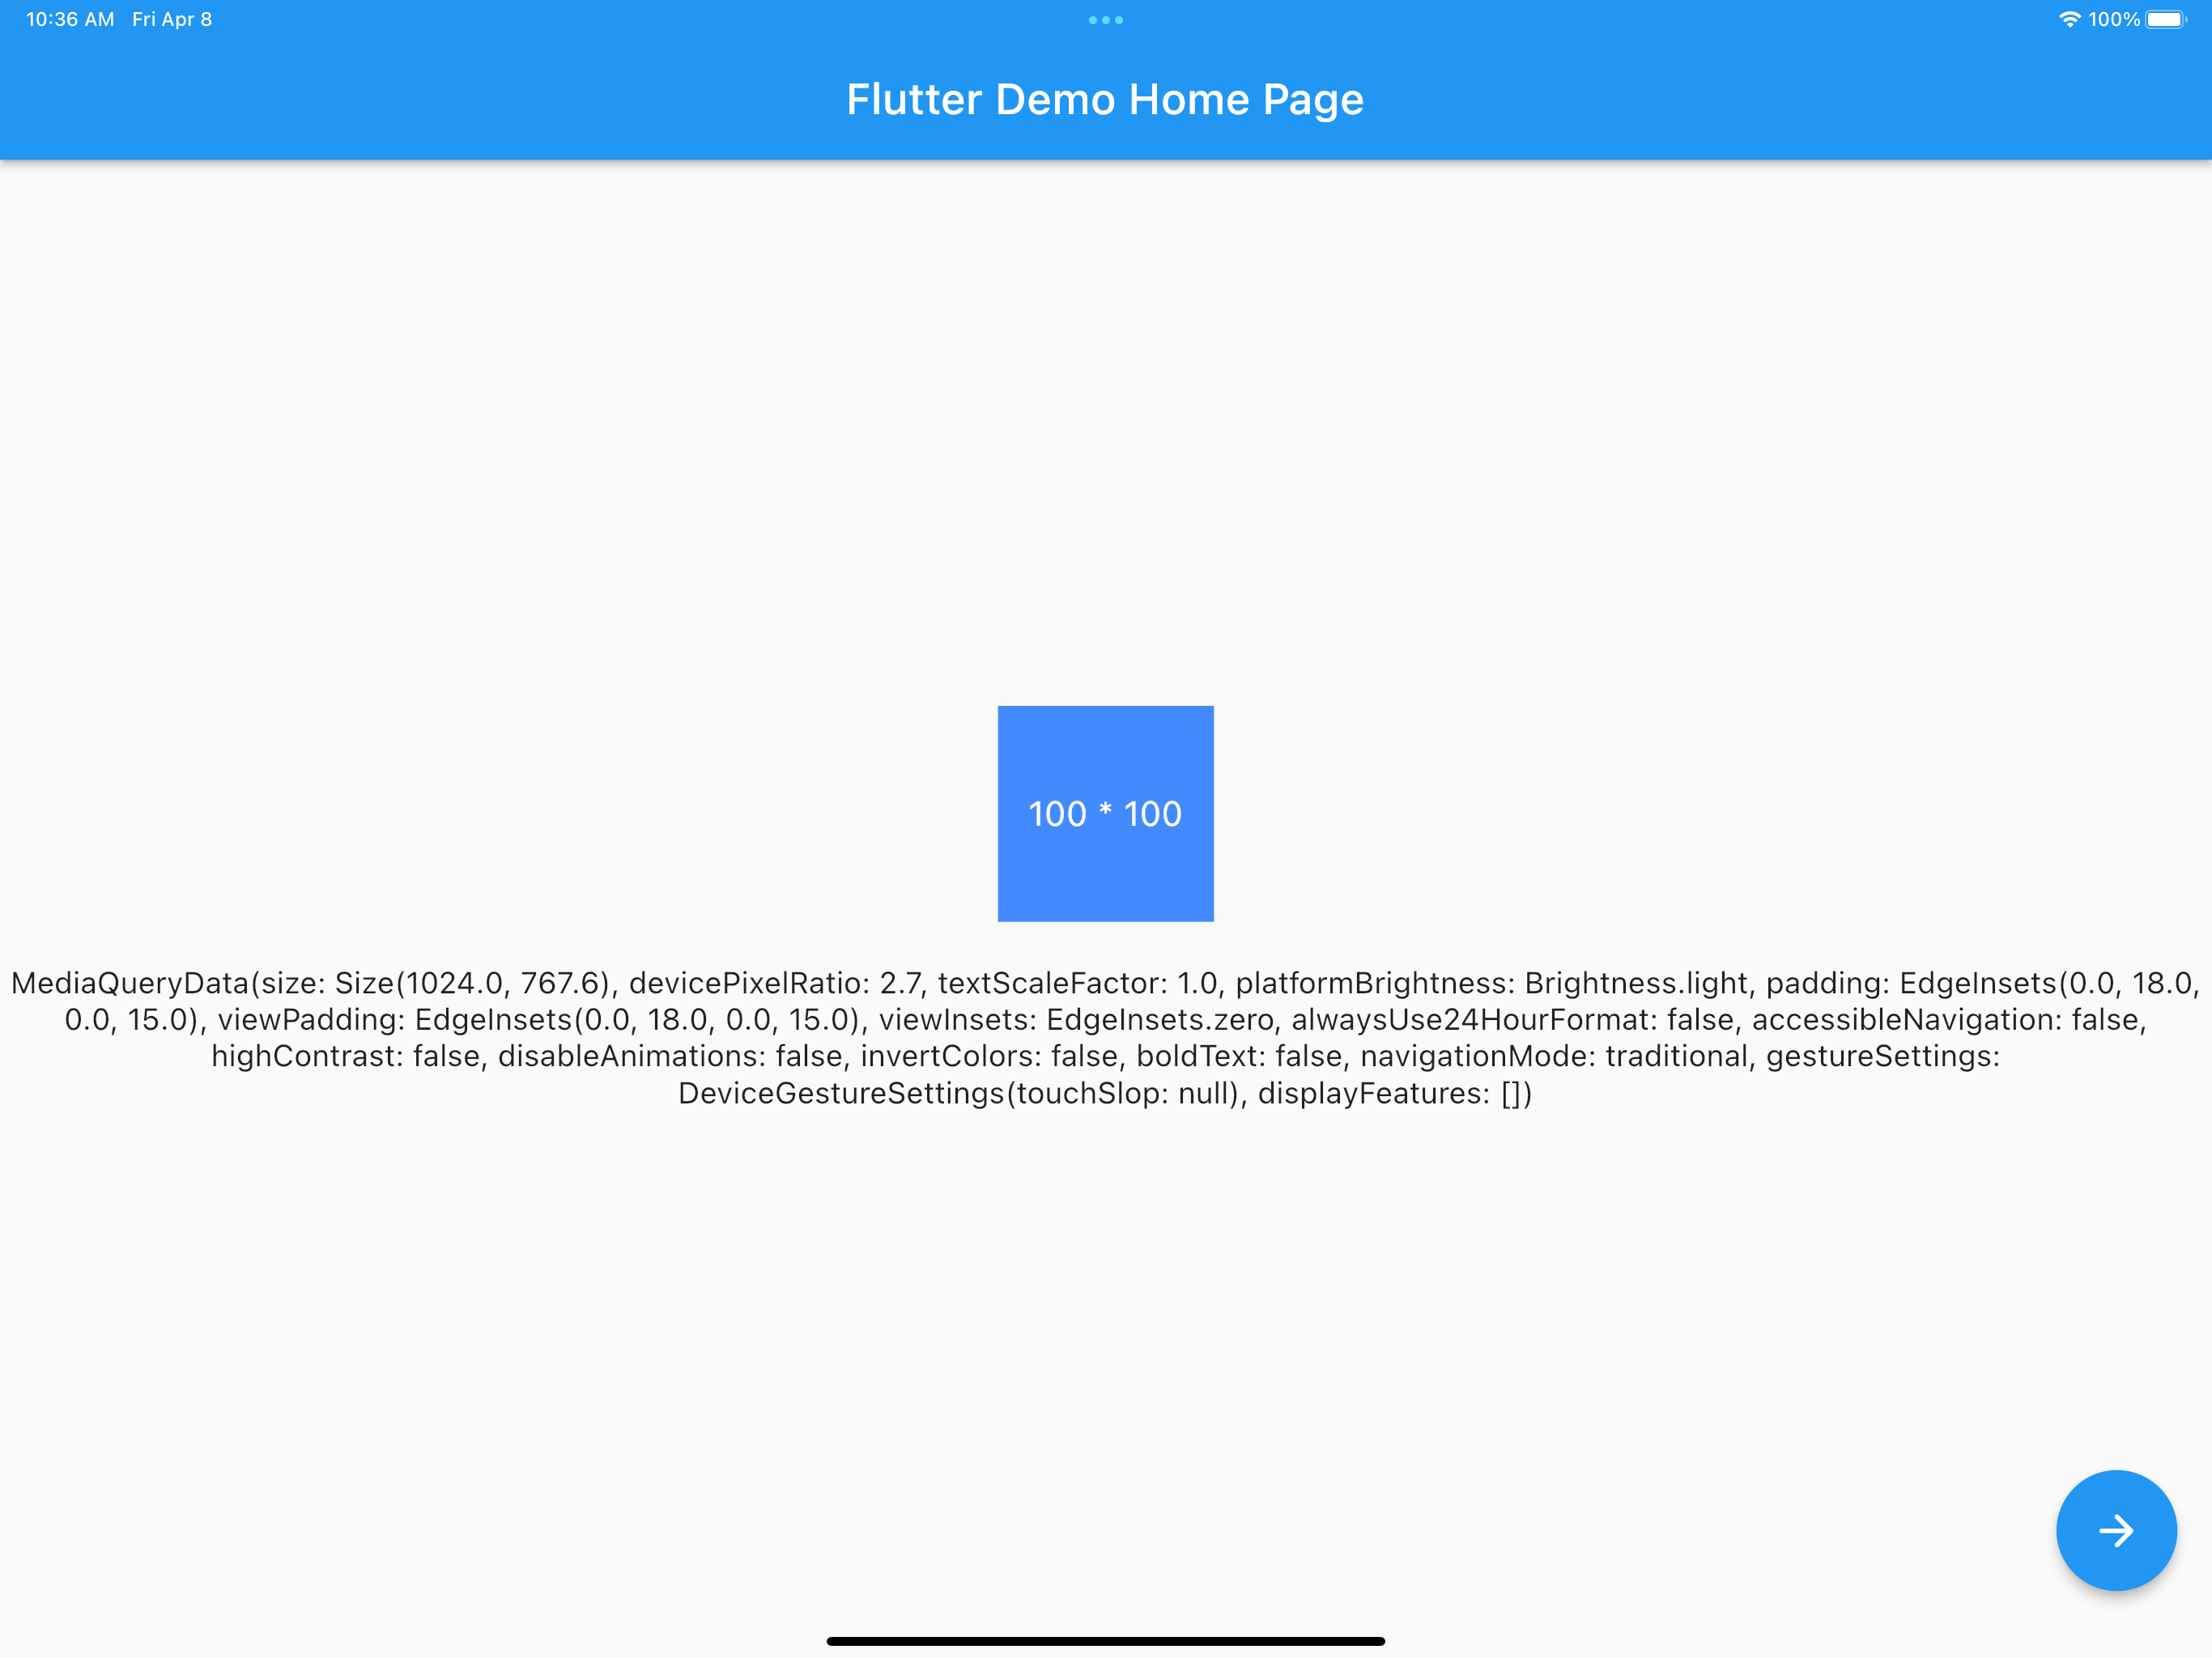 10:36 AM Fri Apr 8
100%
Flutter Demo Home Page
100 * 100
MediaQueryData(size: Size(1024.0, 767.6), devicePixelRatio: 2.7, textScaleFactor: 1.0, platformBrightness: Brightness.light, padding: EdgeInsets(0.0, 18.0,
0.0, 15.0), viewPadding: EdgeInsets(0.0, 18.0, 0.0, 15.0), viewInsets: EdgeInsets.zero, alwaysUse24HourFormat: false, accessibleNavigation: false,
highContrast: false, disableAnimations: false, invertColors: false, boldText: false, navigationMode: traditional, gestureSettings:
DeviceGestureSettings(touchSlop: null), displayFeatures: [])